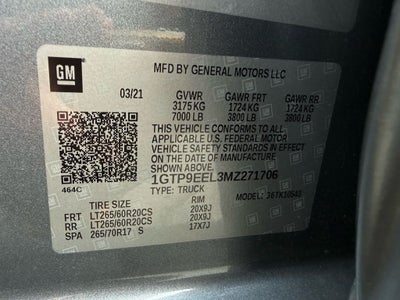 GM
MFD BY GENERAL MOTORS LLC
03/21 GVWR GAWR FRT GAWR RR
3175 KG 1724 KG 1724 KG
7000 LB 3800 LB 3800 LB
THIS VEHICLE CONFORMS TO ALL
APPLICABLE U.S. FEDERAL MOTOR
VEHICLE SAFETY STANDARDS IN
EFFECT ON THE DATE OF
MANUFACTURE SHOWN ABOVE.
1GTP9EEL3MZ271706
464C TYPE: TRUCK
TIRE SIZE RIM
FRT LT265/60R20CS 20X9J
RR LT265/60R20CS 20X9J
SPA 265/70R17 S 17X7J